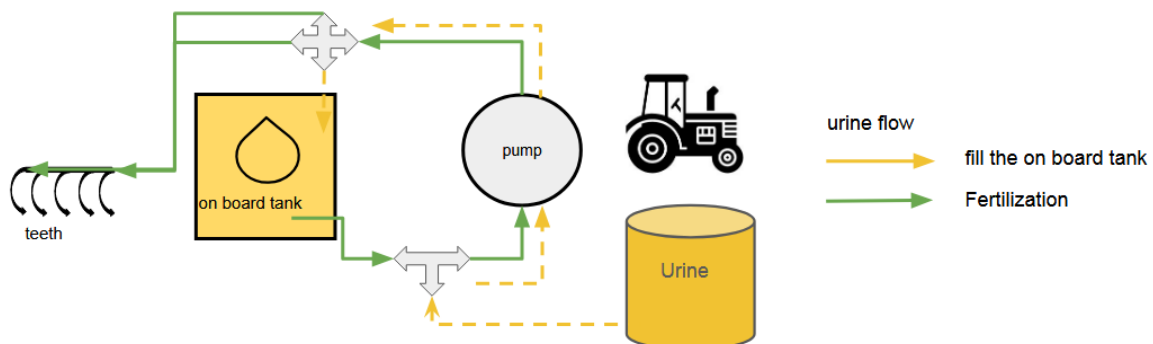 urine flow
pump
fill the on board tank
on board tank
Fertilization
teeth
Urine